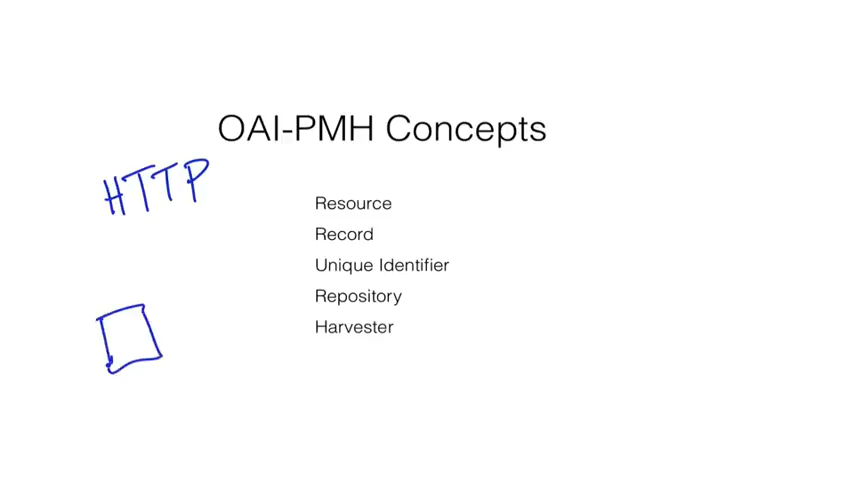 OAI-PMH Concepts
HTTP
Resource
Record
Unique Identifier
Repository
Harvester